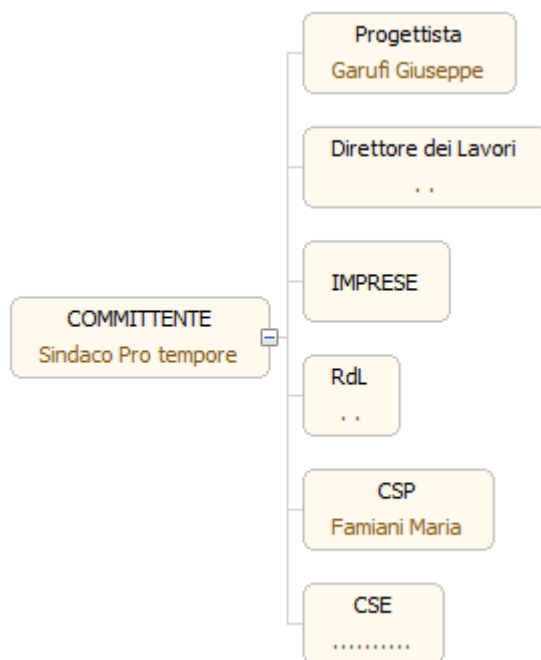 Progettista
Garufi Giuseppe
Direttore dei Lavori
. .
IMPRESE
COMMITTENTE
Sindaco Pro tempore
RdL
. .
CSP
Famiani Maria
CSE
..........